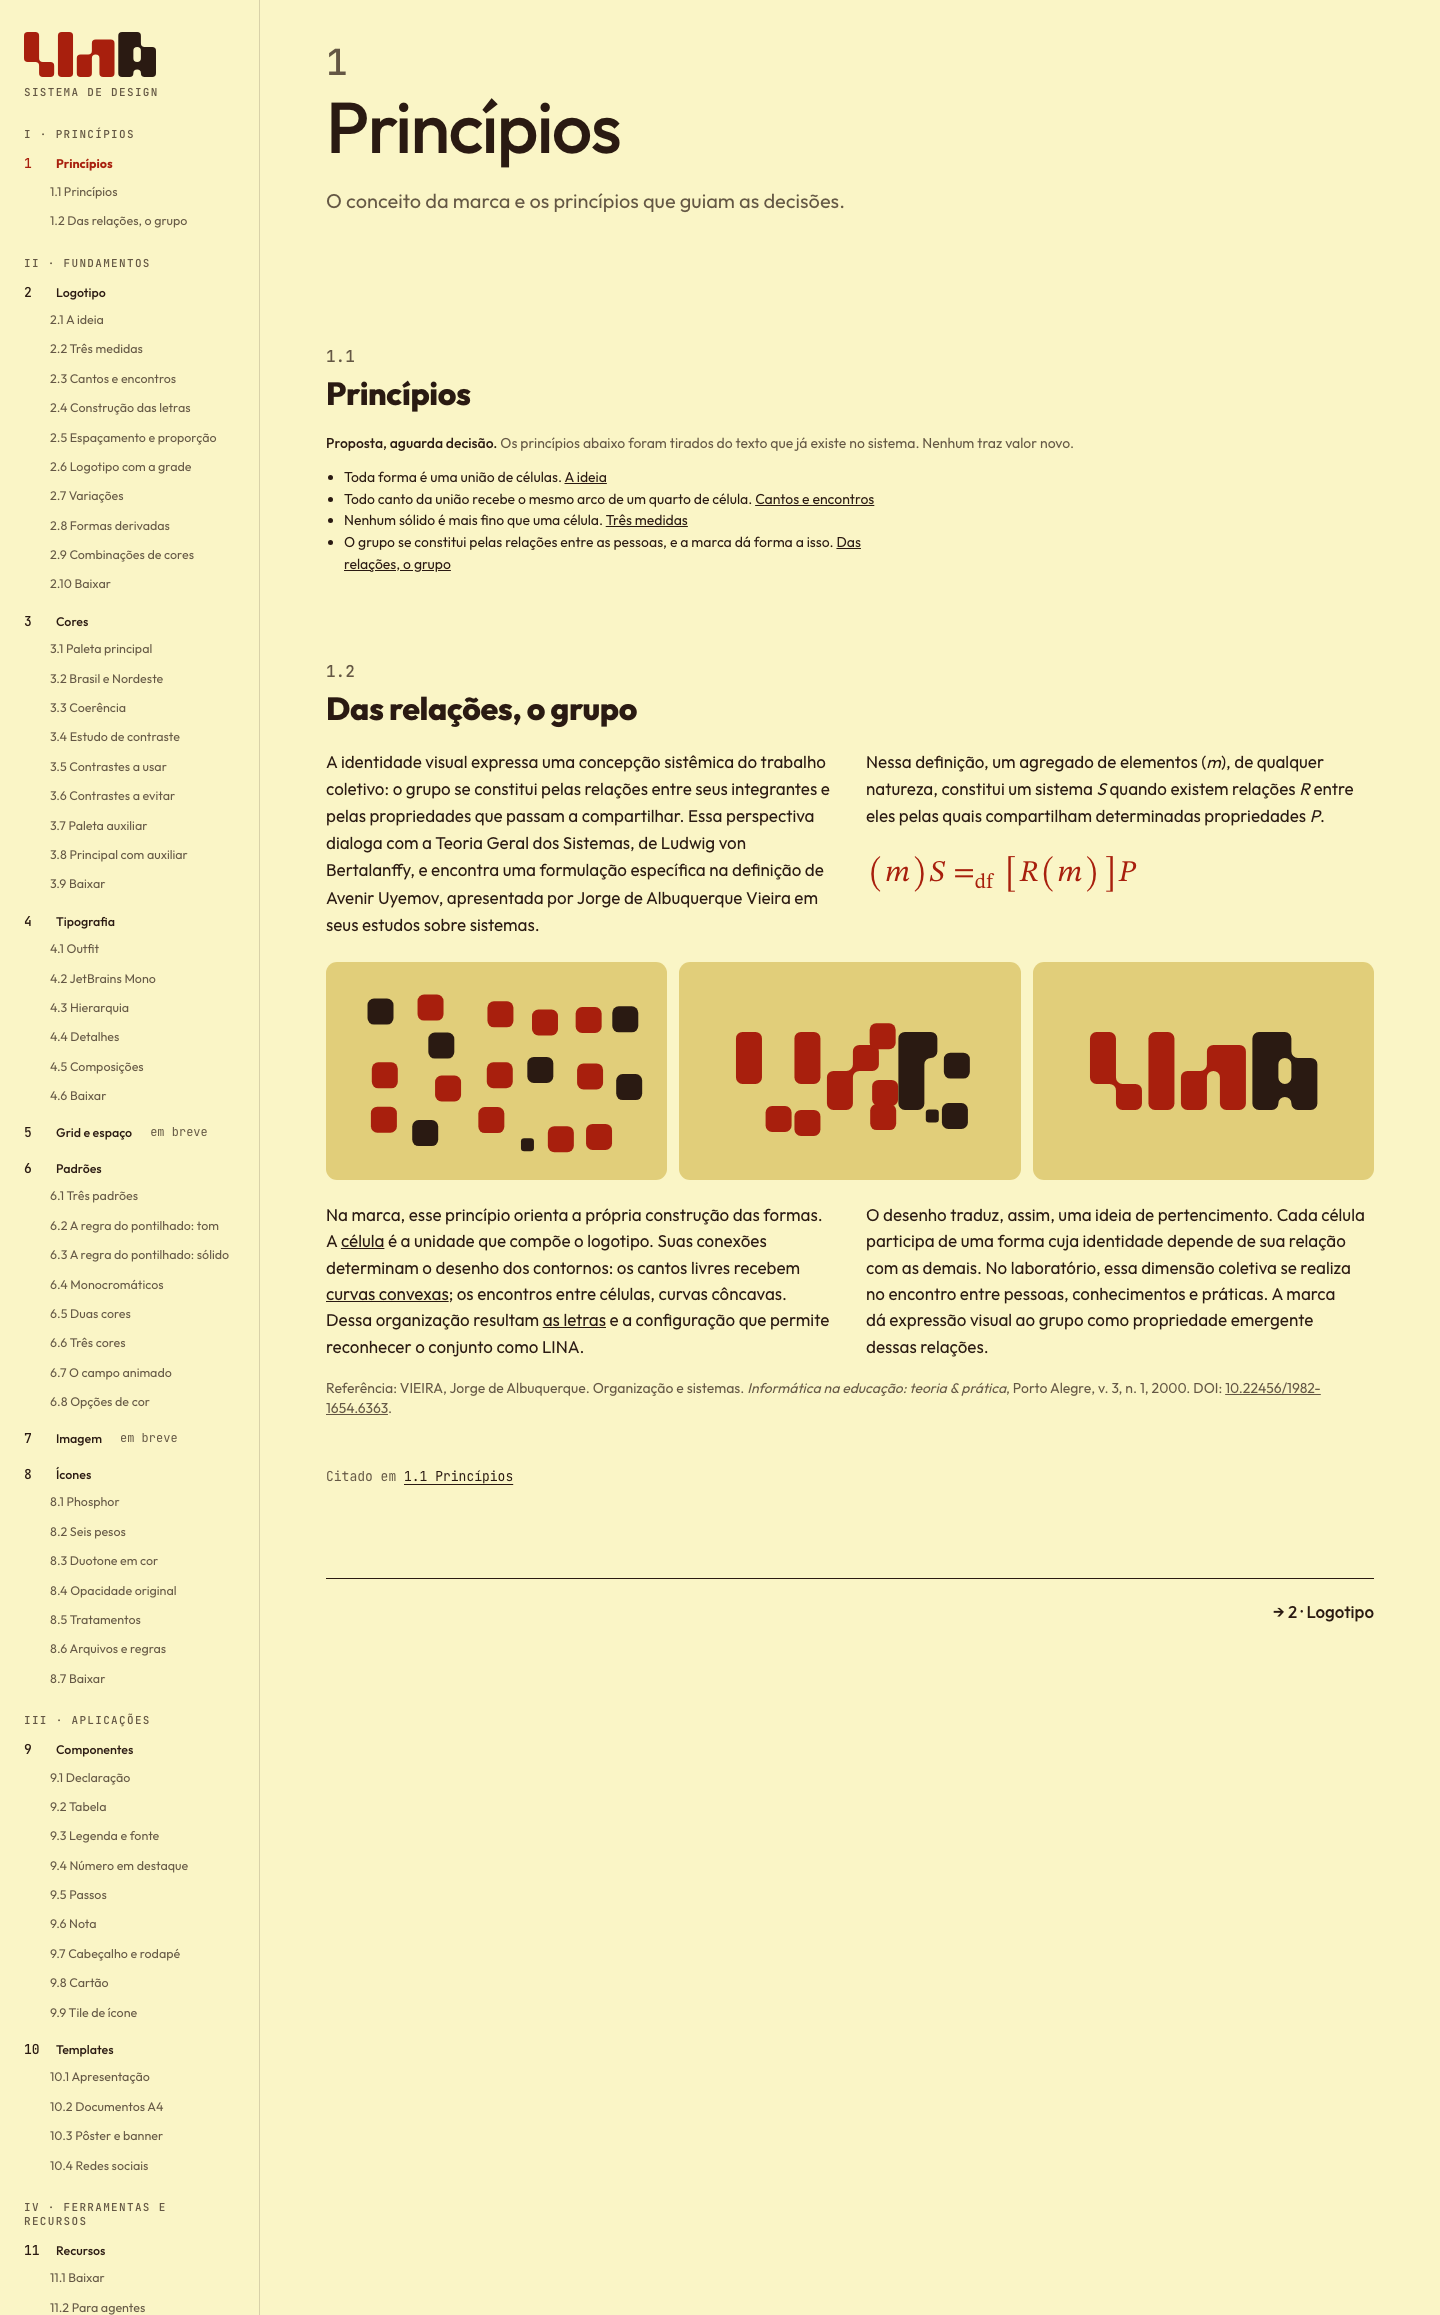 LINA
SISTEMA DE DESIGN
I · PRINCÍPIOS
1 Princípios
1.1 Princípios
1.2 Das relações, o grupo
II · FUNDAMENTOS
2 Logotipo
2.1 A ideia
2.2 Três medidas
2.3 Cantos e encontros
2.4 Construção das letras
2.5 Espaçamento e proporção
2.6 Logotipo com a grade
2.7 Variações
2.8 Formas derivadas
2.9 Combinações de cores
2.10 Baixar
3 Cores
3.1 Paleta principal
3.2 Brasil e Nordeste
3.3 Coerência
3.4 Estudo de contraste
3.5 Contrastes a usar
3.6 Contrastes a evitar
3.7 Paleta auxiliar
3.8 Principal com auxiliar
3.9 Baixar
4 Tipografia
4.1 Outfit
4.2 JetBrains Mono
4.3 Hierarquia
4.4 Detalhes
4.5 Composições
4.6 Baixar
5 Grid e espaço em breve
6 Padrões
6.1 Três padrões
6.2 A regra do pontilhado: tom
6.3 A regra do pontilhado: sólido
6.4 Monocromáticos
6.5 Duas cores
6.6 Três cores
6.7 O campo animado
6.8 Opções de cor
7 Imagem em breve
8 Ícones
8.1 Phosphor
8.2 Seis pesos
8.3 Duotone em cor
8.4 Opacidade original
8.5 Tratamentos
8.6 Arquivos e regras
8.7 Baixar
III · APLICAÇÕES
9 Componentes
9.1 Declaração
9.2 Tabela
9.3 Legenda e fonte
9.4 Número em destaque
9.5 Passos
9.6 Nota
9.7 Cabeçalho e rodapé
9.8 Cartão
9.9 Tile de ícone
10 Templates
10.1 Apresentação
10.2 Documentos A4
10.3 Pôster e banner
10.4 Redes sociais
IV · FERRAMENTAS E
RECURSOS
11 Recursos
11.1 Baixar
11.2 Para agentes
1
Princípios
O conceito da marca e os princípios que guiam as decisões.
1.1
Princípios
Proposta, aguarda decisão. Os princípios abaixo foram tirados do texto que já existe no sistema. Nenhum traz valor novo.
• Toda forma é uma união de células. A ideia
• Todo canto da união recebe o mesmo arco de um quarto de célula. Cantos e encontros
• Nenhum sólido é mais fino que uma célula. Três medidas
• O grupo se constitui pelas relações entre as pessoas, e a marca dá forma a isso. Das
relações, o grupo
1.2
Das relações, o grupo
A identidade visual expressa uma concepção sistêmica do trabalho
coletivo: o grupo se constitui pelas relações entre seus integrantes e
pelas propriedades que passam a compartilhar. Essa perspectiva
dialoga com a Teoria Geral dos Sistemas, de Ludwig von
Bertalanffy, e encontra uma formulação específica na definição de
Avenir Uyemov, apresentada por Jorge de Albuquerque Vieira em
seus estudos sobre sistemas.
Nessa definição, um agregado de elementos (m), de qualquer
natureza, constitui um sistema S quando existem relações R entre
eles pelas quais compartilham determinadas propriedades P.
(m)S =df [R(m)]P
LINA
Na marca, esse princípio orienta a própria construção das formas.
A célula é a unidade que compõe o logotipo. Suas conexões
determinam o desenho dos contornos: os cantos livres recebem
curvas convexas; os encontros entre células, curvas côncavas.
Dessa organização resultam as letras e a configuração que permite
reconhecer o conjunto como LINA.
O desenho traduz, assim, uma ideia de pertencimento. Cada célula
participa de uma forma cuja identidade depende de sua relação
com as demais. No laboratório, essa dimensão coletiva se realiza
no encontro entre pessoas, conhecimentos e práticas. A marca
dá expressão visual ao grupo como propriedade emergente
dessas relações.
Referência: VIEIRA, Jorge de Albuquerque. Organização e sistemas. Informática na educação: teoria & prática, Porto Alegre, v. 3, n. 1, 2000. DOI: 10.22456/1982-
1654.6363.
Citado em 1.1 Princípios
→ 2 · Logotipo